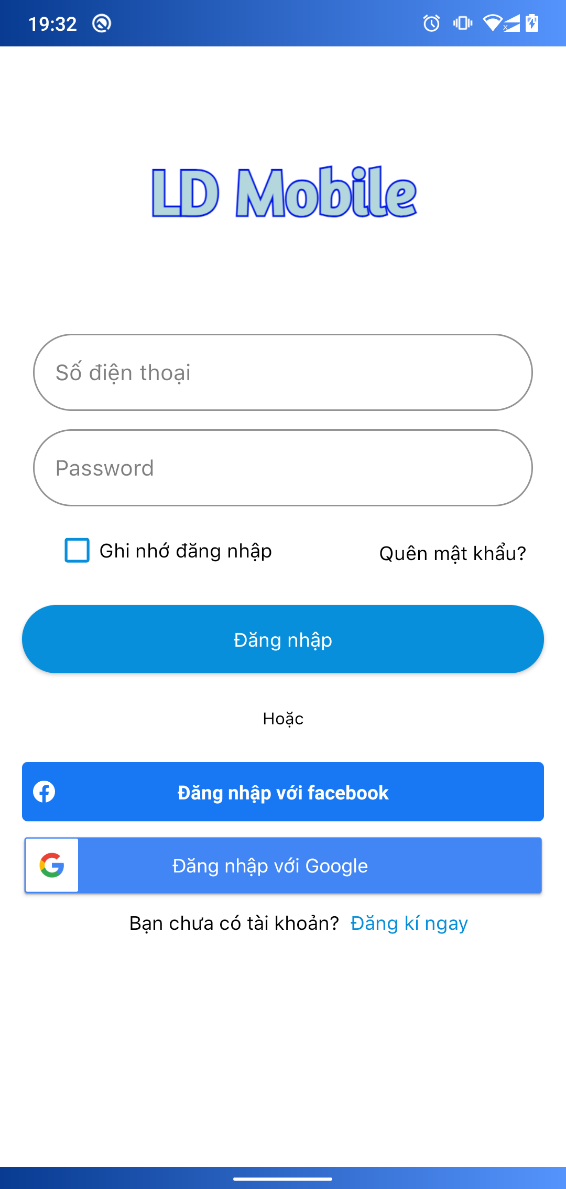 19:32
LD Mobile
Số điện thoại
Password
Ghi nhớ đăng nhập
Quên mật khẩu?
Đăng nhập
Hoặc
Đăng nhập với facebook
Đăng nhập với Google
Bạn chưa có tài khoản? Đăng kí ngay